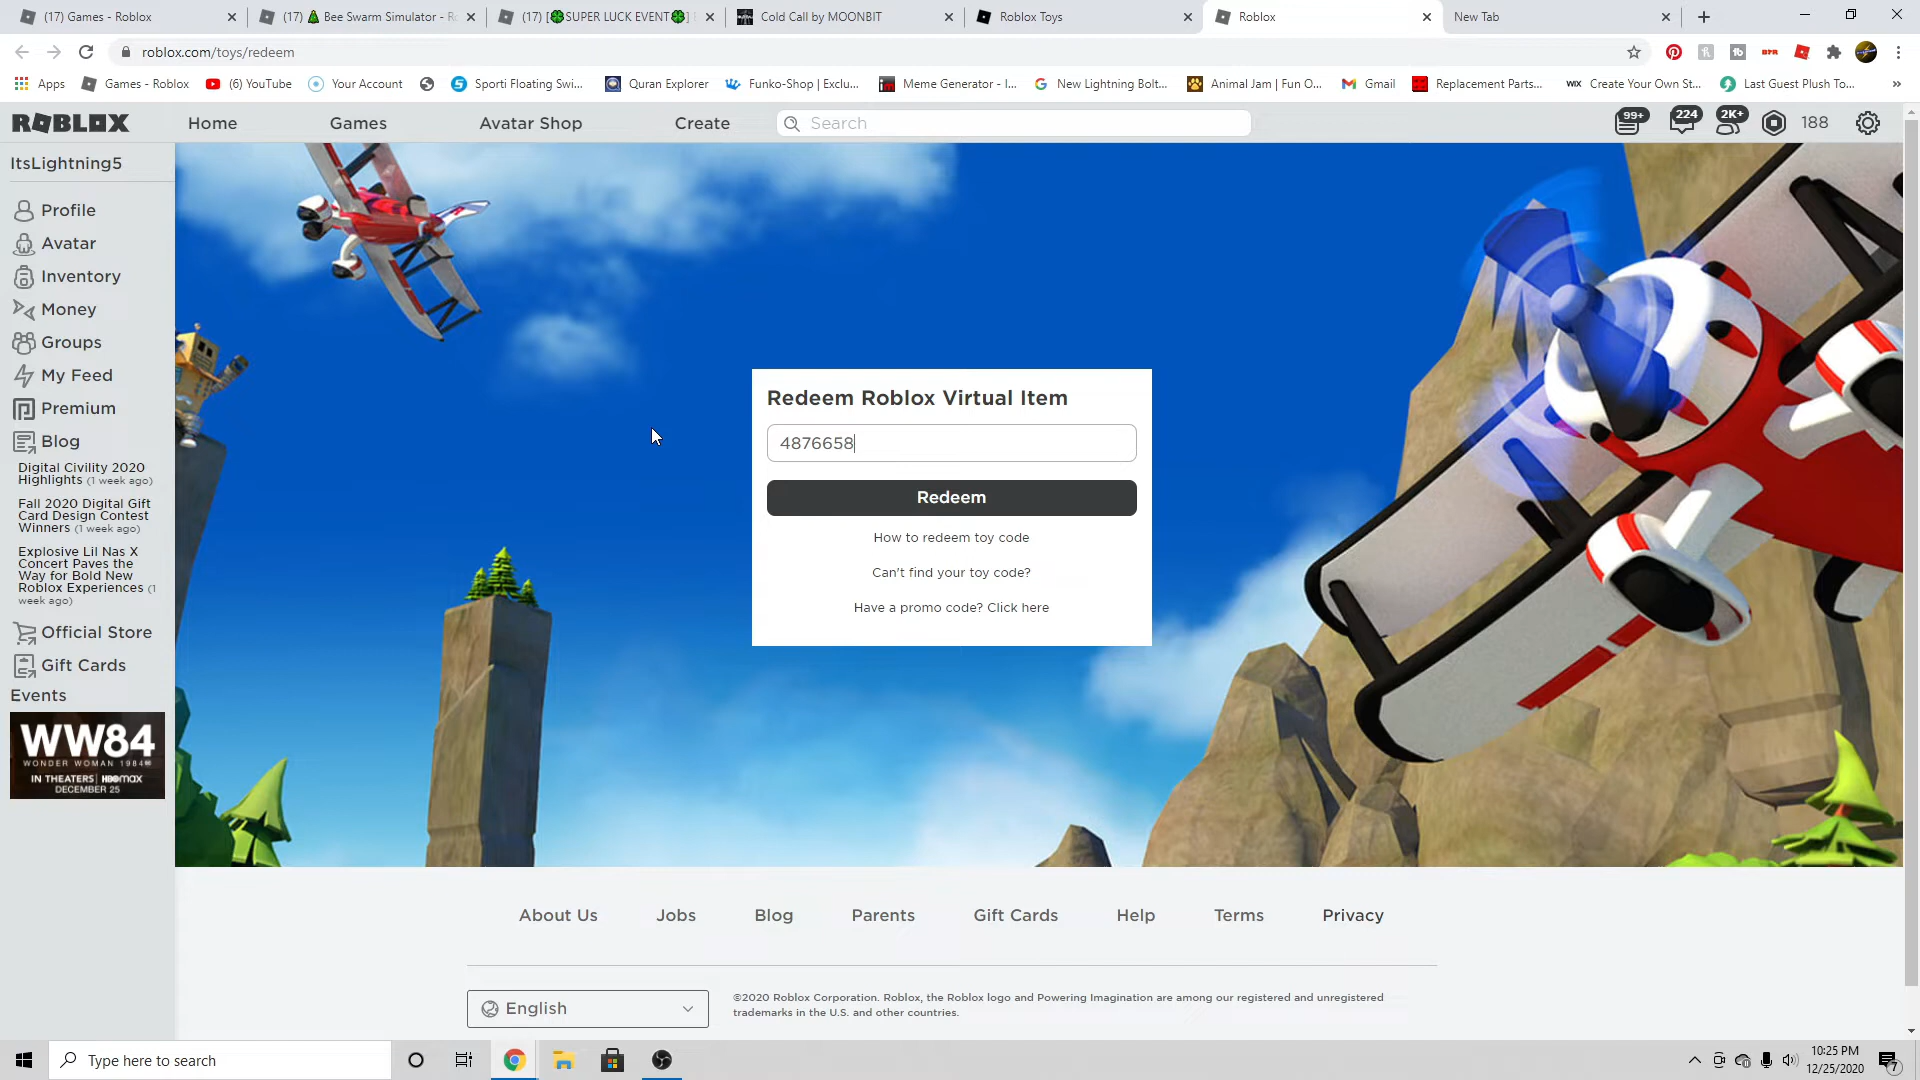 (17) Games - Roblox
(17) 🎄 Bee Swarm Simulator - Ro
(17) [🍀SUPER LUCK EVENT🍀]
Cold Call by MOONBIT
Roblox Toys
Roblox
New Tab
roblox.com/toys/redeem
Apps
Games - Roblox
(6) YouTube
Your Account
Sporti Floating Swi...
Quran Explorer
Funko-Shop | Exclu...
Meme Generator - I...
New Lightning Bolt...
Animal Jam | Fun O...
Gmail
Replacement Parts...
WIX Create Your Own St...
Last Guest Plush To...
»
ROBLOX
Home
Games
Avatar Shop
Create
Search
99+
224
2K+
188
ItsLightning5
Profile
Avatar
Inventory
Money
Groups
My Feed
Premium
Blog
Digital Civility 2020
Highlights (1 week ago)
Fall 2020 Digital Gift
Card Design Contest
Winners (1 week ago)
Explosive Lil Nas X
Concert Paves the
Way for Bold New
Roblox Experiences (1
week ago)
Official Store
Gift Cards
Events
WW84
WONDER WOMAN 1984
IN THEATERS | HBOmax
DECEMBER 25
Redeem Roblox Virtual Item
4876658
Redeem
How to redeem toy code
Can't find your toy code?
Have a promo code? Click here
About Us
Jobs
Blog
Parents
Gift Cards
Help
Terms
Privacy
English
©2020 Roblox Corporation. Roblox, the Roblox logo and Powering Imagination are among our registered and unregistered
trademarks in the U.S. and other countries.
Type here to search
10:25 PM
12/25/2020
7